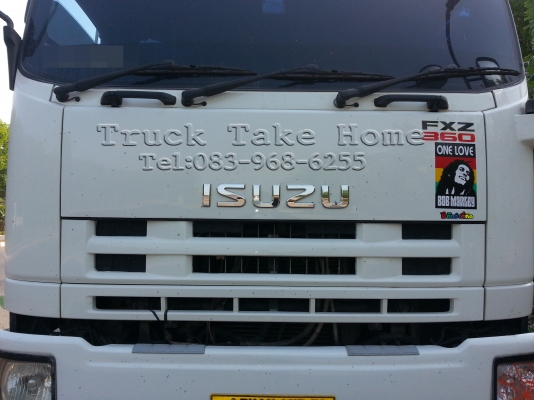 Truck Take Home
Tel:083-968-6255
FXZ
360
ISUZU
ONE LOVE
BOB MARLEY